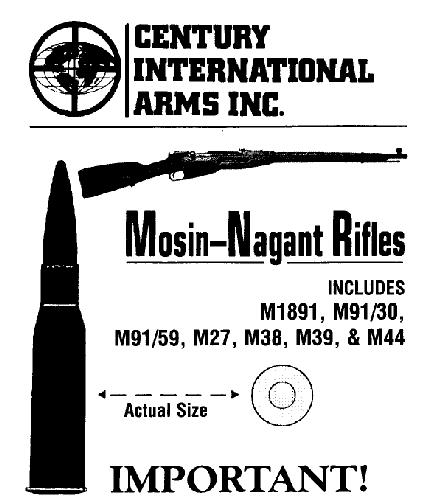 CENTURY
INTERNATIONAL
ARMS INC.
Mosin–Nagant Rifles
INCLUDES
M1891, M91/30,
M91/59, M27, M38, M39, & M44
Actual Size
IMPORTANT!